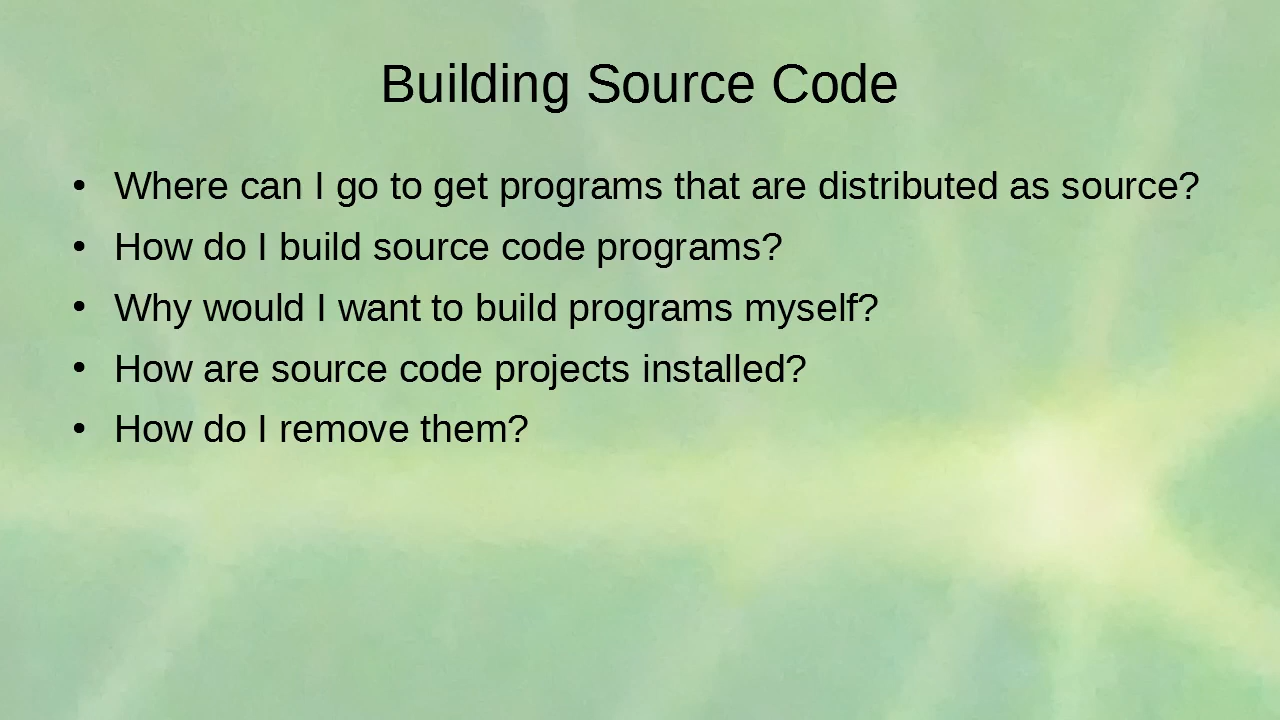 Building Source Code
• Where can I go to get programs that are distributed as source?
• How do I build source code programs?
• Why would I want to build programs myself?
• How are source code projects installed?
• How do I remove them?